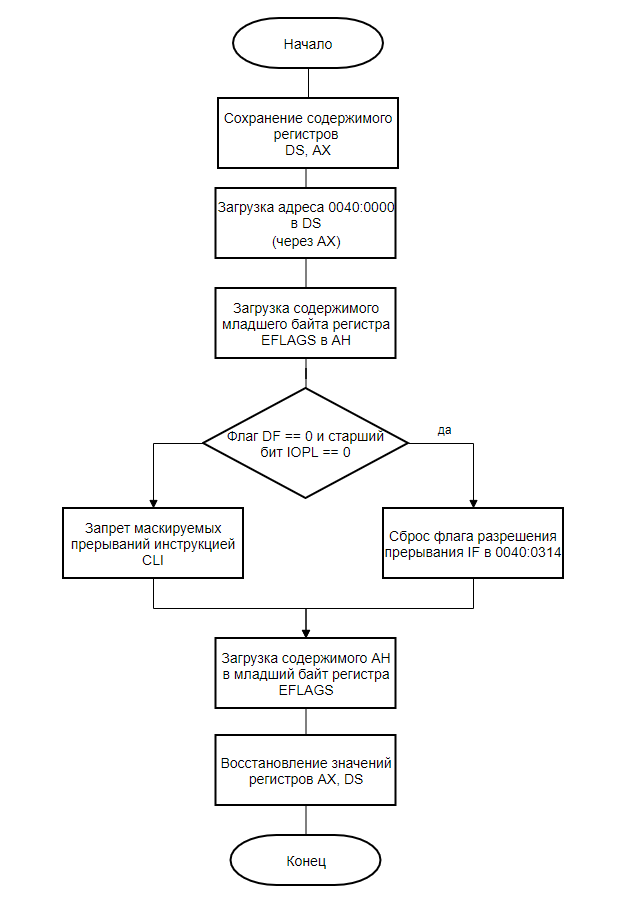 Начало
Сохранение содержимого
регистров
DS, AX
Загрузка адреса 0040:0000
в DS
(через AX)
Загрузка содержимого
младшего байта регистра
EFLAGS в AH
Флаг DF == 0 и старший
бит IOPL == 0
да
Запрет маскируемых
прерываний инструкцией
CLI
Сброс флага разрешения
прерывания IF в 0040:0314
Загрузка содержимого AH
в младший байт регистра
EFLAGS
Восстановление значений
регистров AX, DS
Конец